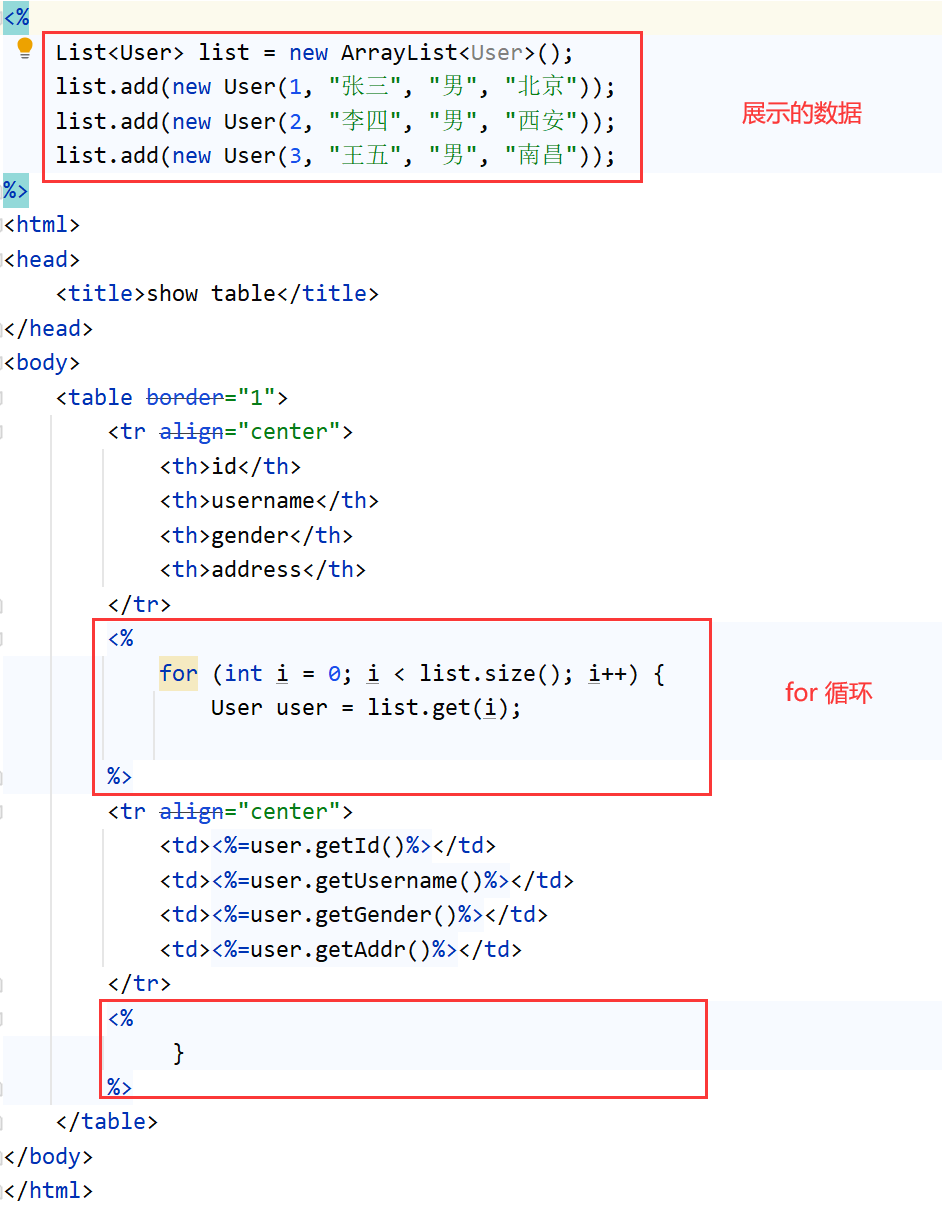 <%
    List<User> list = new ArrayList<User>();
    list.add(new User(1, "张三", "男", "北京"));
    list.add(new User(2, "李四", "男", "西安"));
    list.add(new User(3, "王五", "男", "南昌"));
展示的数据
%>
<html>
<head>
    <title>show table</title>
</head>
<body>
    <table border="1">
        <tr align="center">
            <th>id</th>
            <th>username</th>
            <th>gender</th>
            <th>address</th>
        </tr>
        <%
            for (int i = 0; i < list.size(); i++) {
                User user = list.get(i);
for 循环
        %>
        <tr align="center">
            <td><%=user.getId()%></td>
            <td><%=user.getUsername()%></td>
            <td><%=user.getGender()%></td>
            <td><%=user.getAddr()%></td>
        </tr>
        <%
             }
        %>
    </table>
</body>
</html>